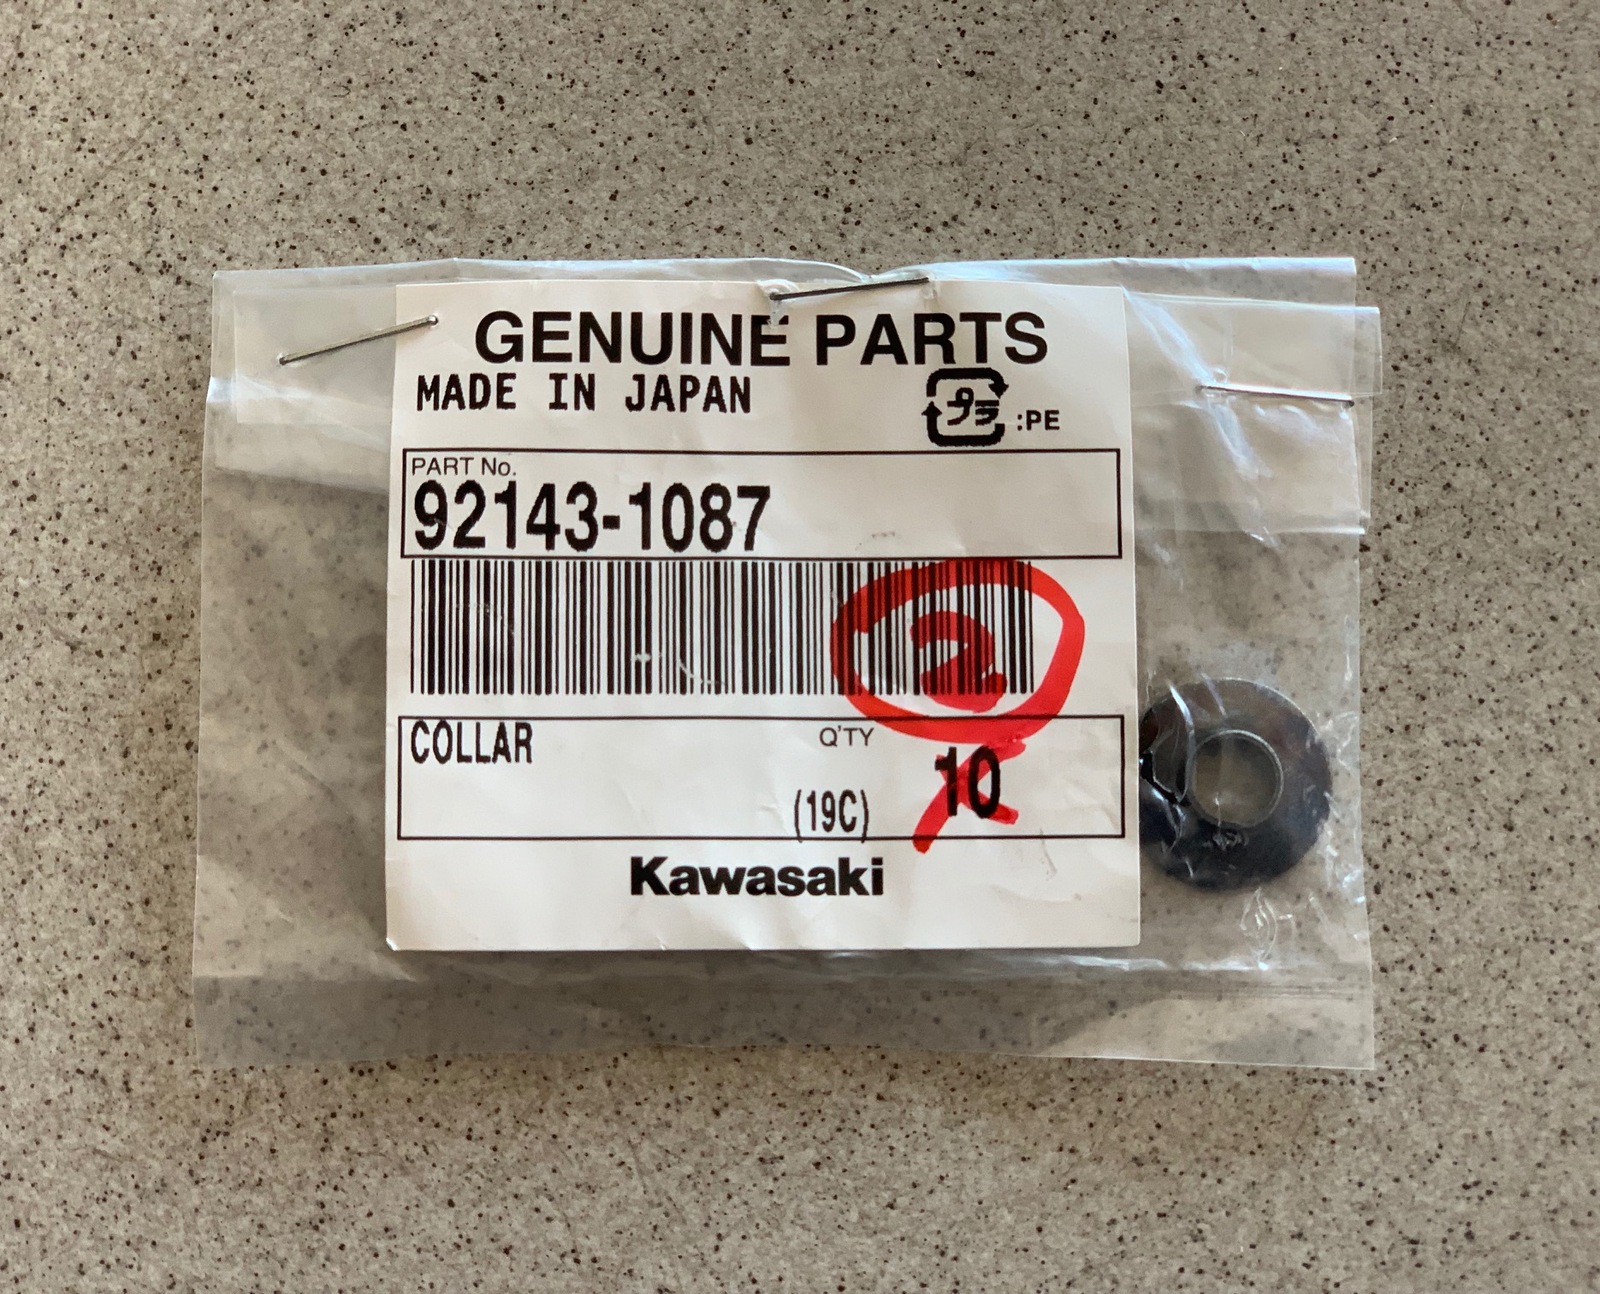 GENUINE PARTS
MADE IN JAPAN
プラ :PE
PART No.
92143-1087
2
COLLAR
Q'TY
10
(19C)
Kawasaki